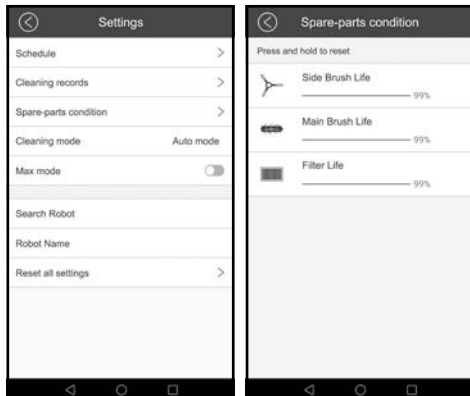 Settings
Schedule
Cleaning records
Spare-parts condition
Cleaning mode Auto mode
Max mode
Search Robot
Robot Name
Reset all settings
Spare-parts condition
Press and hold to reset
Side Brush Life
99%
Main Brush Life
99%
Filter Life
99%